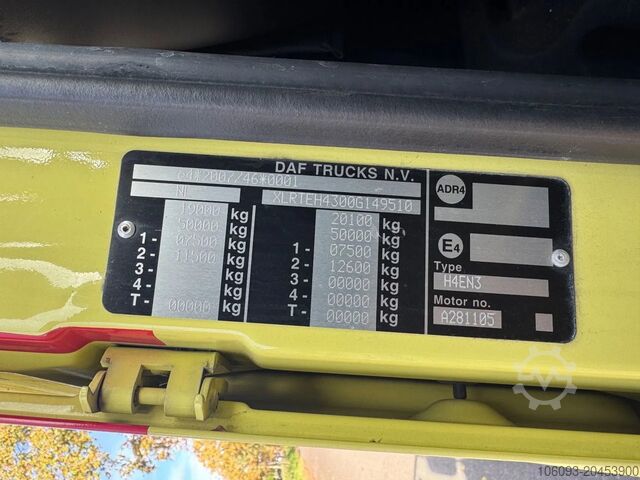 DAF TRUCKS N.V.
e4*2007/46*0001
NL XLRTEH4300G149510
19000 kg 20100 kg
50000 kg 50000 kg
1- 07500 kg 1- 07500 kg
2- 11500 kg 2- 12600 kg
3- kg 3- 00000 kg
4- kg 4- 00000 kg
T- 00000 kg T- 00000 kg
ADR4
E4
Type
H4EN3
Motor no.
A281105
106093-20453900